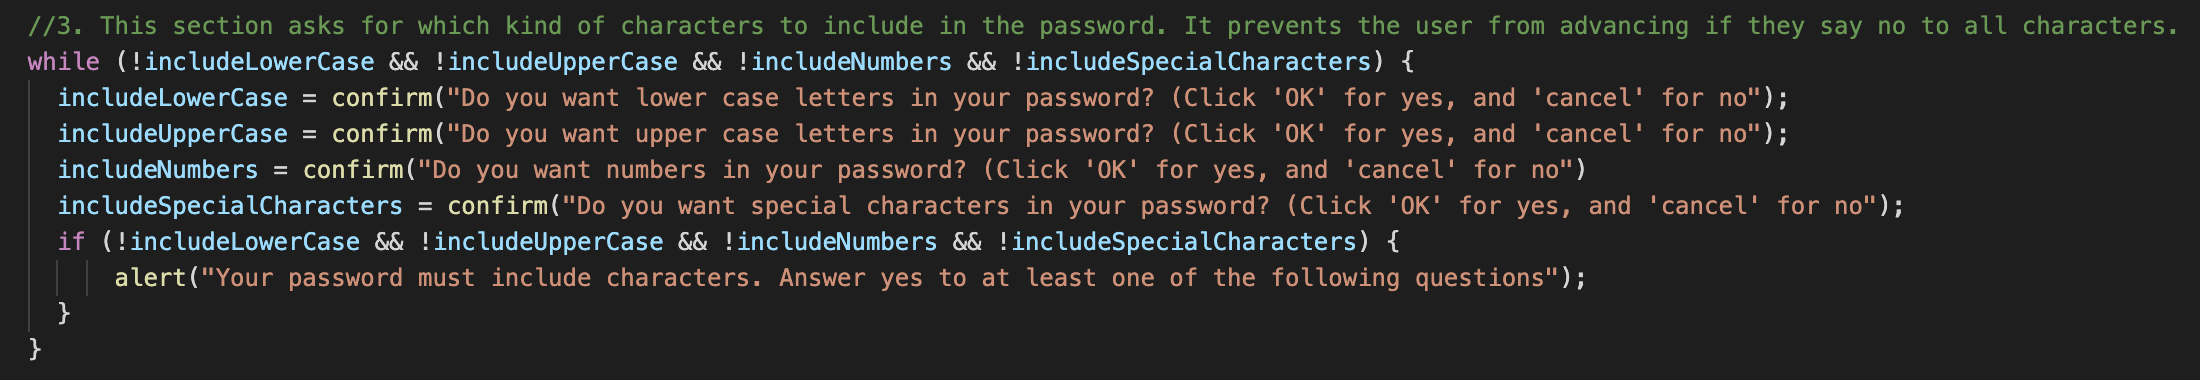 //3. This section asks for which kind of characters to include in the password. It prevents the user from advancing if they say no to all characters.
while (!includeLowerCase && !includeUpperCase && !includeNumbers && !includeSpecialCharacters) {
  includeLowerCase = confirm("Do you want lower case letters in your password? (Click 'OK' for yes, and 'cancel' for no");
  includeUpperCase = confirm("Do you want upper case letters in your password? (Click 'OK' for yes, and 'cancel' for no");
  includeNumbers = confirm("Do you want numbers in your password? (Click 'OK' for yes, and 'cancel' for no")
  includeSpecialCharacters = confirm("Do you want special characters in your password? (Click 'OK' for yes, and 'cancel' for no");
  if (!includeLowerCase && !includeUpperCase && !includeNumbers && !includeSpecialCharacters) {
      alert("Your password must include characters. Answer yes to at least one of the following questions");
  }
}